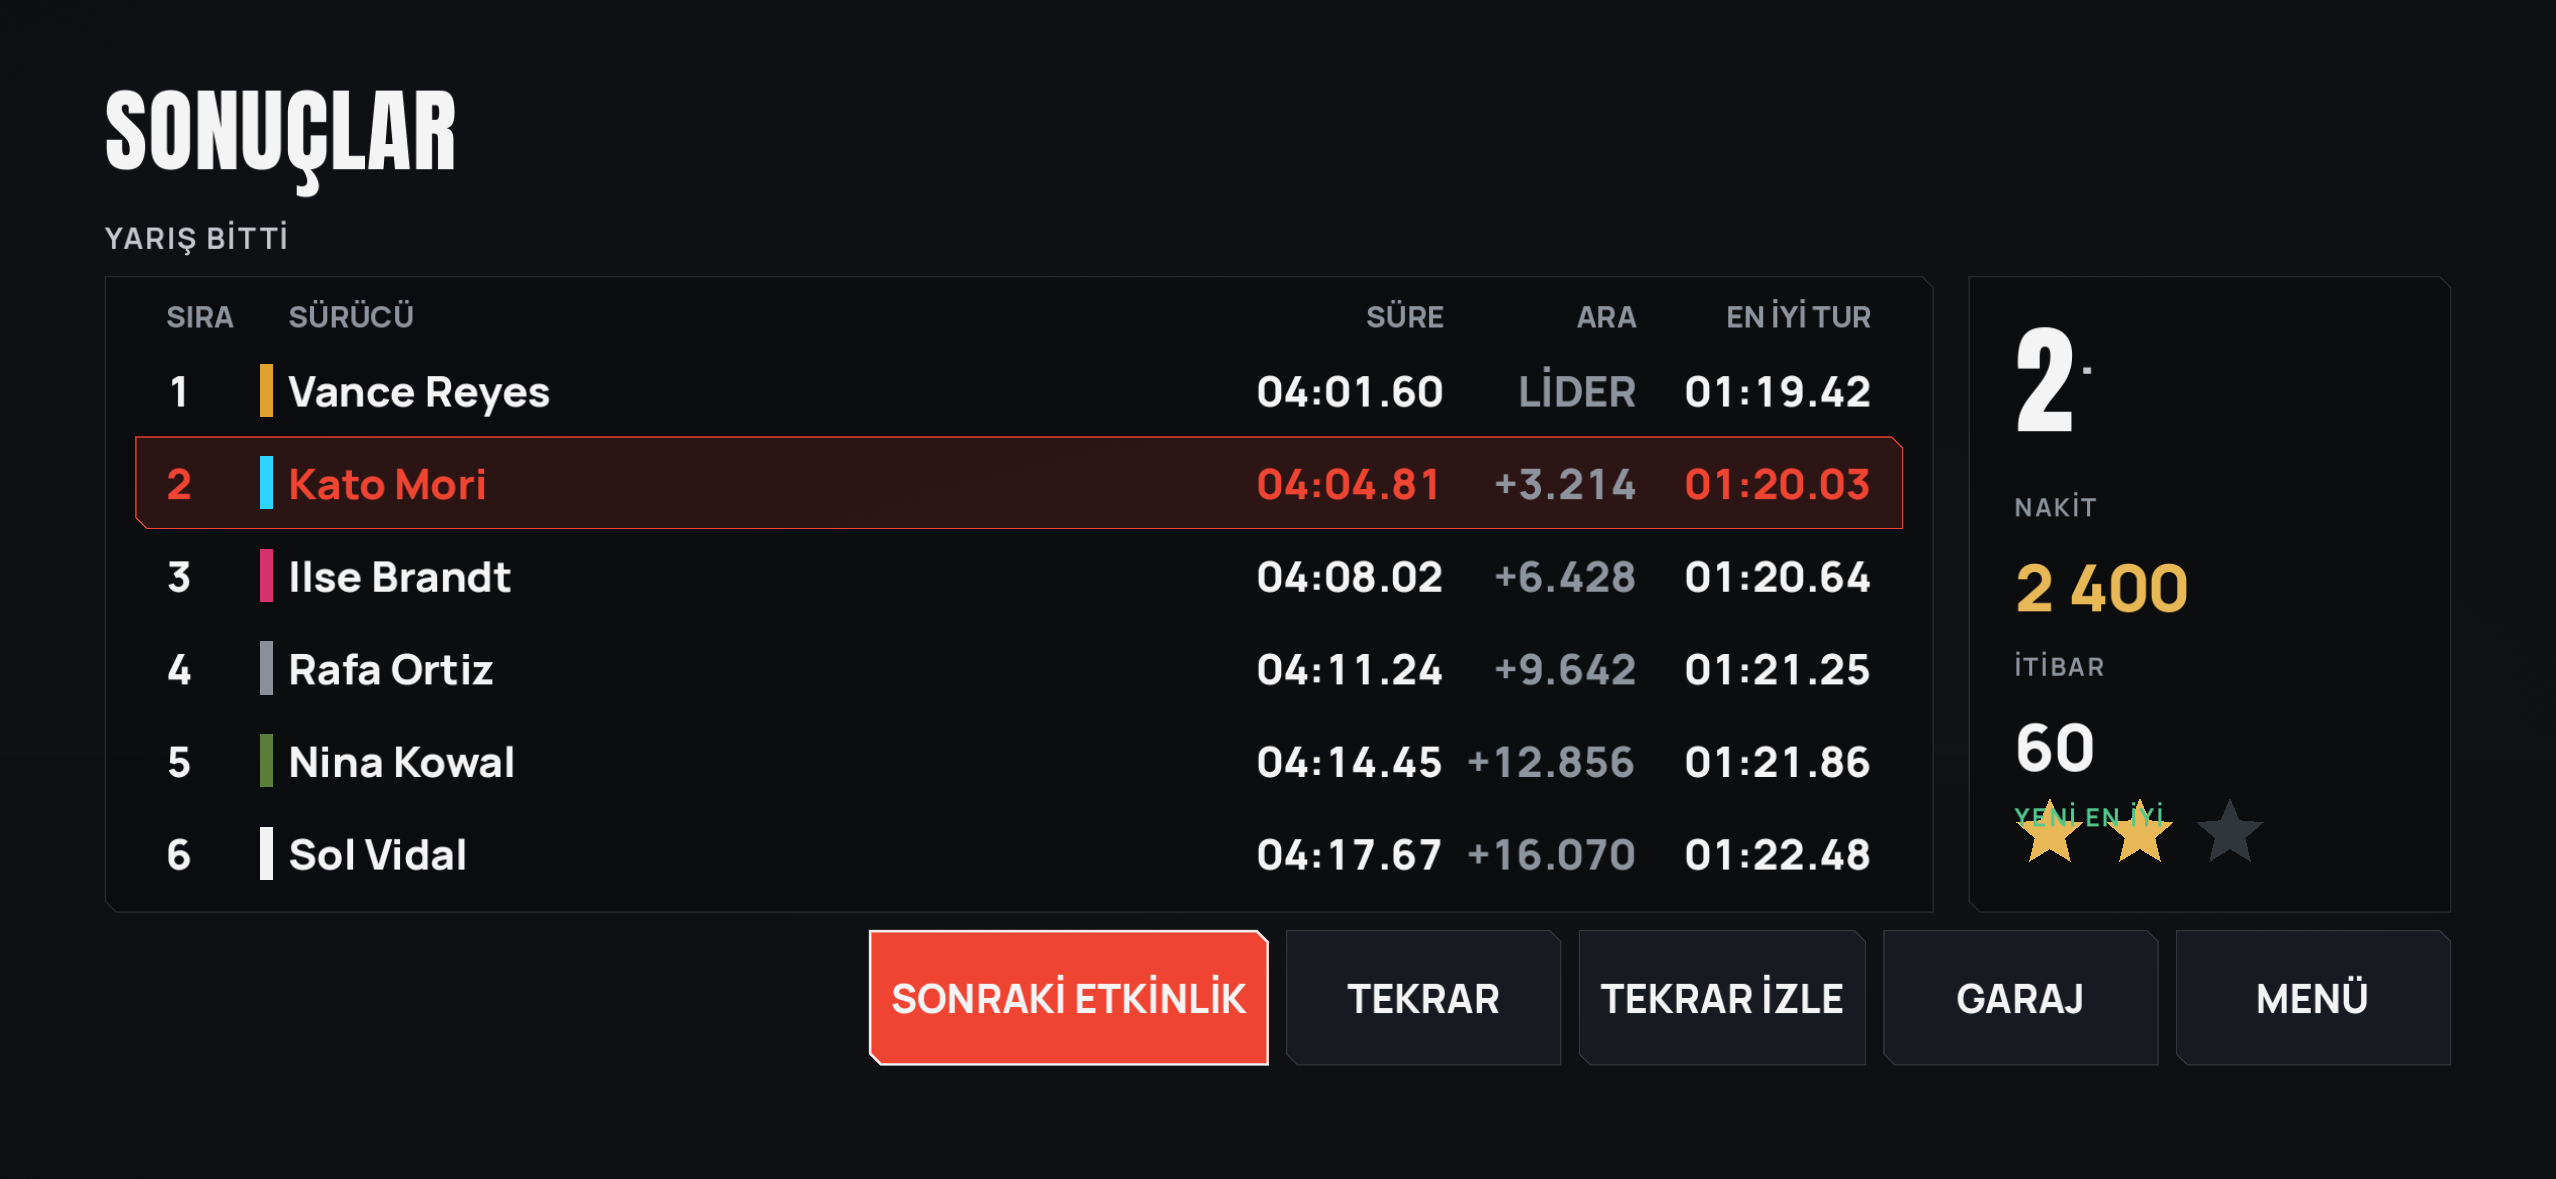 SONUÇLAR
YARIŞ BİTTİ
SIRA SÜRÜCÜ SÜRE ARA EN İYİ TUR
1 Vance Reyes 04:01.60 LİDER 01:19.42
2 Kato Mori 04:04.81 +3.214 01:20.03
3 Ilse Brandt 04:08.02 +6.428 01:20.64
4 Rafa Ortiz 04:11.24 +9.642 01:21.25
5 Nina Kowal 04:14.45 +12.856 01:21.86
6 Sol Vidal 04:17.67 +16.070 01:22.48
2.
NAKİT
2 400
İTİBAR
60
YENİ EN İYİ
SONRAKİ ETKİNLİK TEKRAR TEKRAR İZLE GARAJ MENÜ